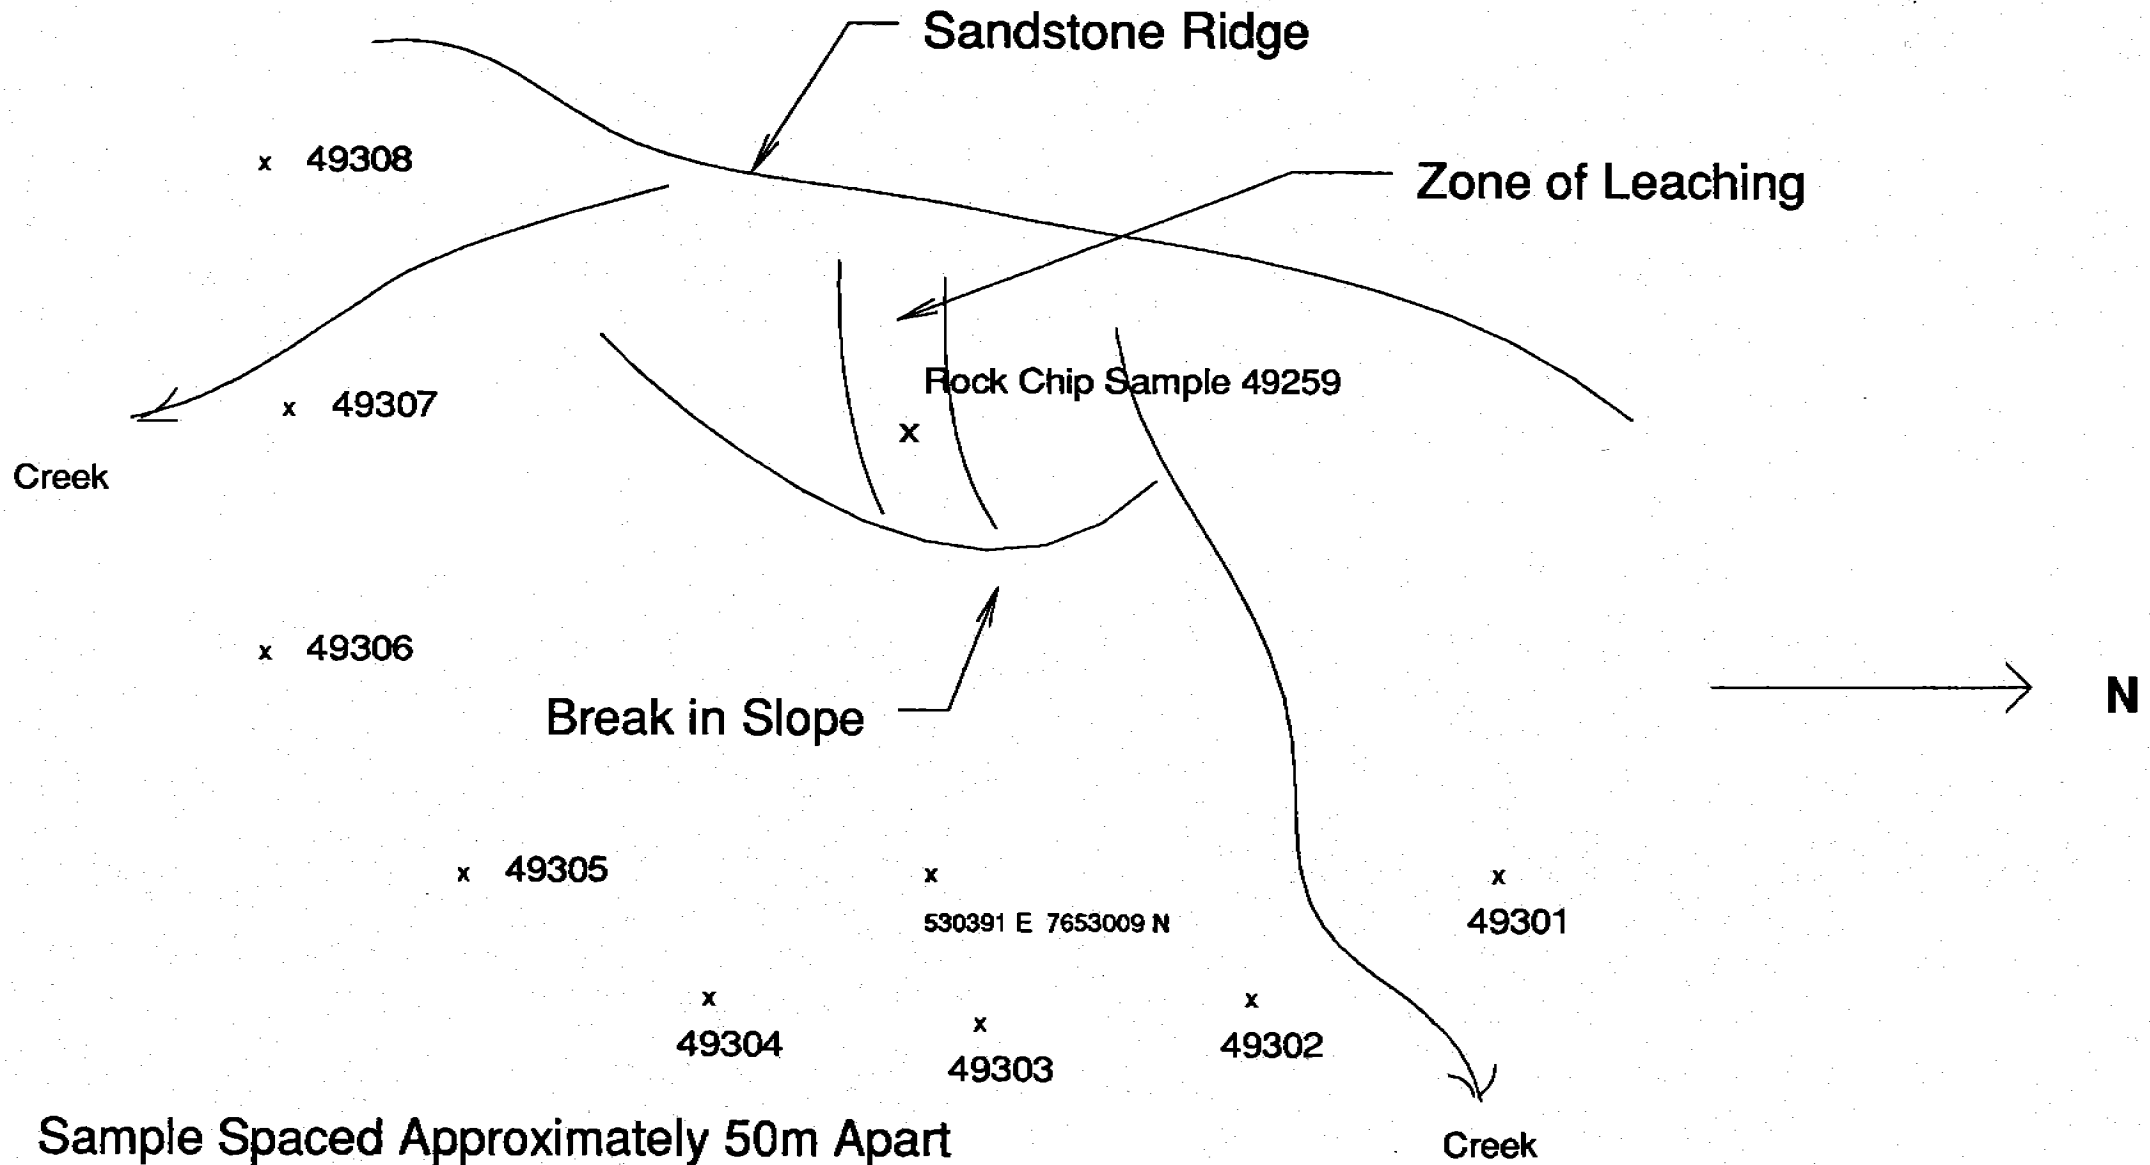 Sandstone Ridge
x 49308
Zone of Leaching
Rock Chip Sample 49259
x
x 49307
Creek
x 49306
N
Break in Slope
x 49305
x
530391 E 7653009 N
x
49301
x
49304
x
49303
x
49302
Sample Spaced Approximately 50m Apart
Creek